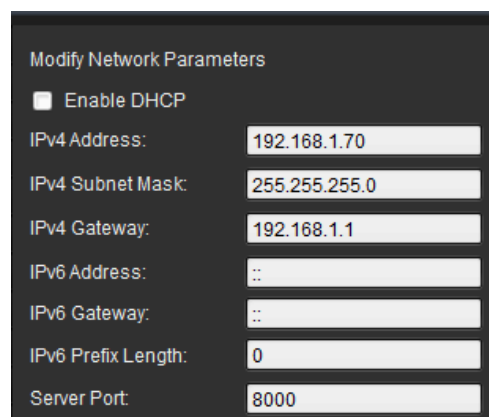 Modify Network Parameters
Enable DHCP
IPv4 Address: 192.168.1.70
IPv4 Subnet Mask: 255.255.255.0
IPv4 Gateway: 192.168.1.1
IPv6 Address: ::
IPv6 Gateway: ::
IPv6 Prefix Length: 0
Server Port: 8000